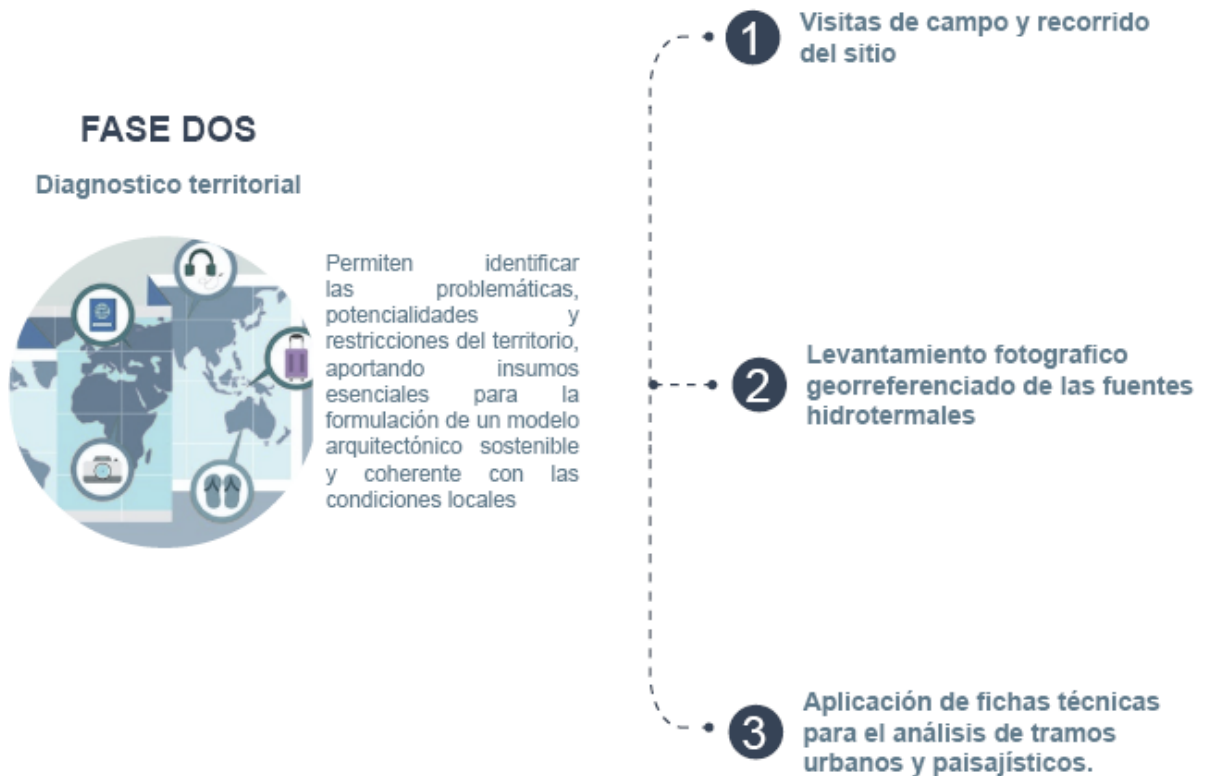 FASE DOS
Diagnostico territorial
Permiten identificar
las problemáticas,
potencialidades y
restricciones del territorio,
aportando insumos
esenciales para la
formulación de un modelo
arquitectónico sostenible
y coherente con las
condiciones locales
1
Visitas de campo y recorrido
del sitio
2
Levantamiento fotografico
georreferenciado de las fuentes
hidrotermales
3
Aplicación de fichas técnicas
para el análisis de tramos
urbanos y paisajísticos.